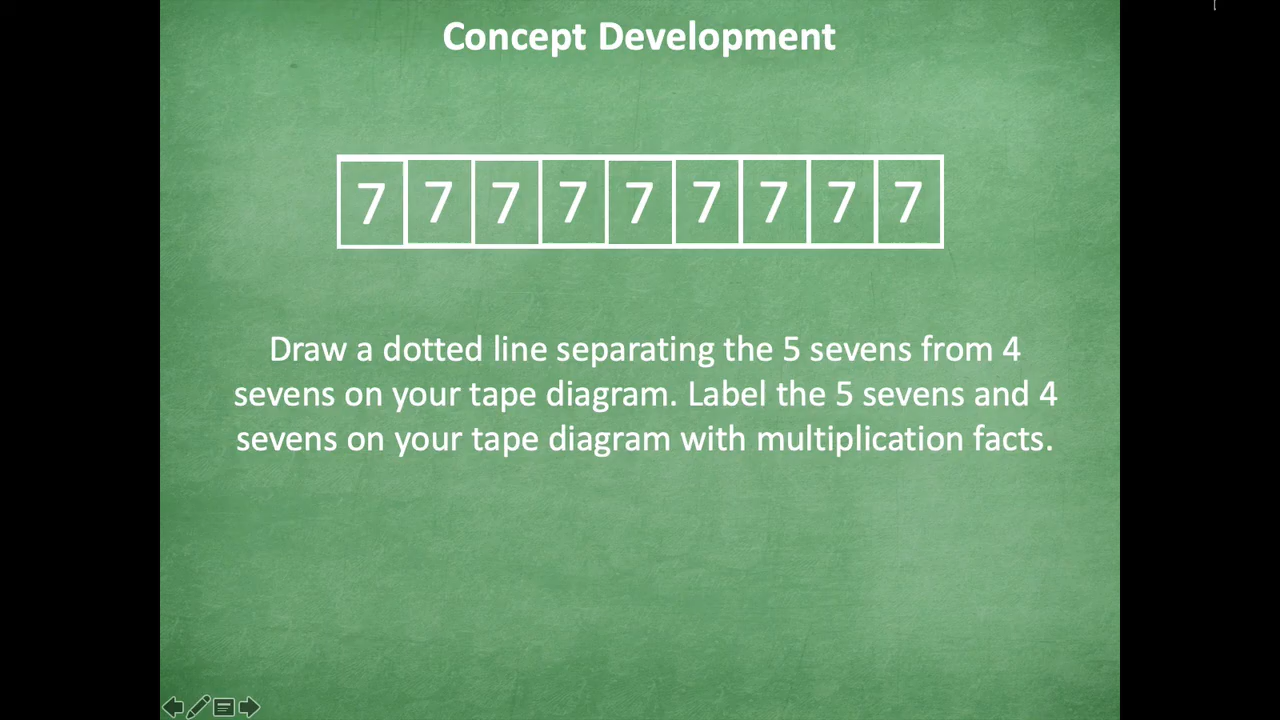 Concept Development
7 7 7 7 7 7 7 7 7
Draw a dotted line separating the 5 sevens from 4
sevens on your tape diagram. Label the 5 sevens and 4
sevens on your tape diagram with multiplication facts.